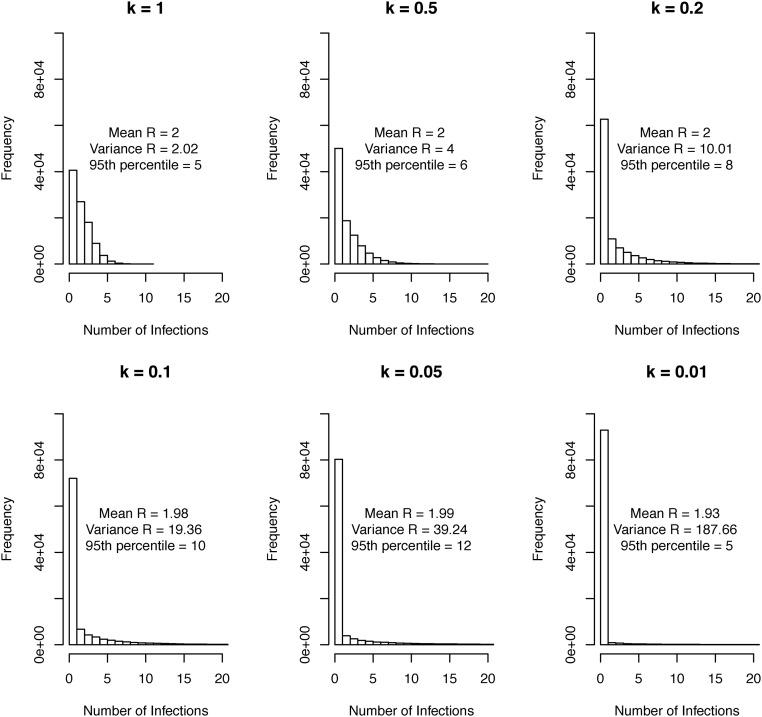 k = 1
Frequency
8e+04
4e+04
0e+00
Mean R = 2
Variance R = 2.02
95th percentile = 5
0 5 10 15 20
Number of Infections
k = 0.5
Frequency
8e+04
4e+04
0e+00
Mean R = 2
Variance R = 4
95th percentile = 6
0 5 10 15 20
Number of Infections
k = 0.2
Frequency
8e+04
4e+04
0e+00
Mean R = 2
Variance R = 10.01
95th percentile = 8
0 5 10 15 20
Number of Infections
k = 0.1
Frequency
8e+04
4e+04
0e+00
Mean R = 1.98
Variance R = 19.36
95th percentile = 10
0 5 10 15 20
Number of Infections
k = 0.05
Frequency
8e+04
4e+04
0e+00
Mean R = 1.99
Variance R = 39.24
95th percentile = 12
0 5 10 15 20
Number of Infections
k = 0.01
Frequency
8e+04
4e+04
0e+00
Mean R = 1.93
Variance R = 187.66
95th percentile = 5
0 5 10 15 20
Number of Infections